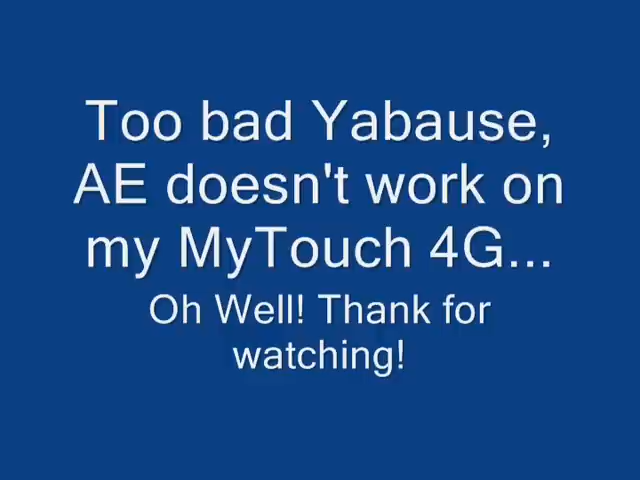 Too bad Yabause,
AE doesn't work on
my MyTouch 4G...
Oh Well! Thank for
watching!